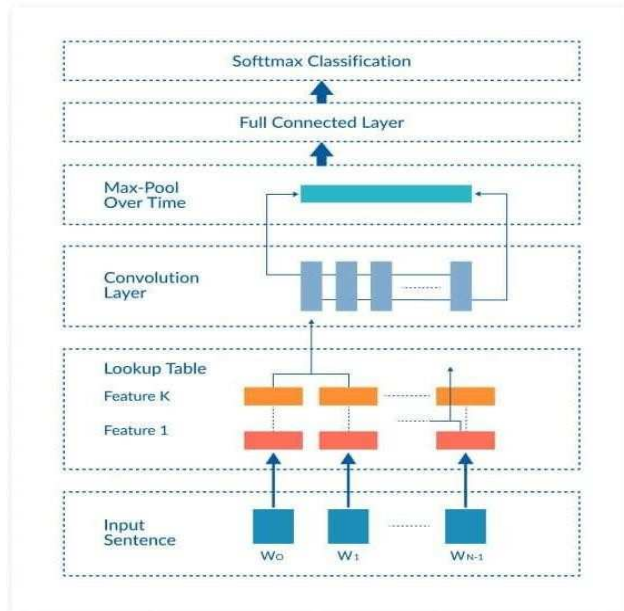 Softtmax Classification
Full Connected Layer
Max-Pool
Over Time
Convolution
Layer
Lookup Table
Feature K
Feature 1
Input
Sentence
W0 W1 WN-1